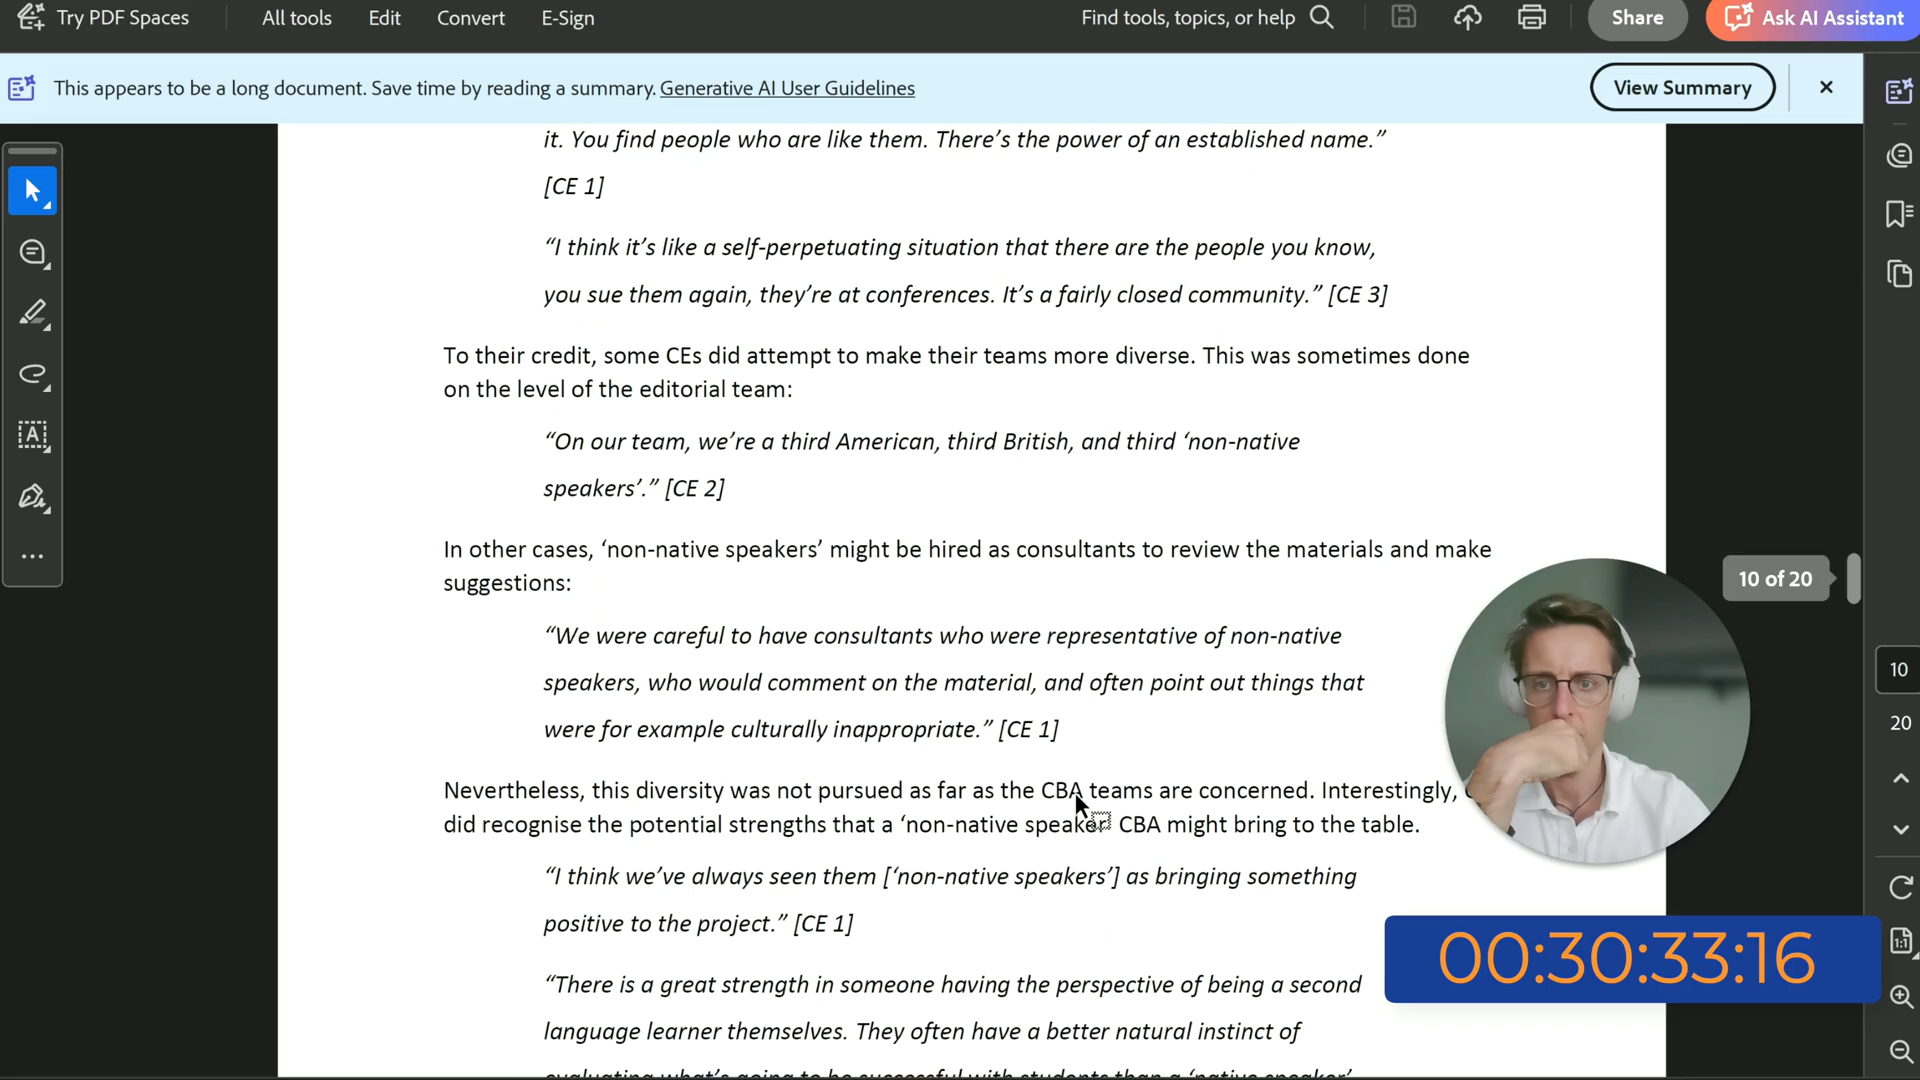 Try PDF Spaces
All tools
Edit
Convert
E-Sign
Find tools, topics, or help
Share
Ask AI Assistant
This appears to be a long document. Save time by reading a summary. Generative AI User Guidelines
View Summary
it. You find people who are like them. There’s the power of an established name.”
[CE 1]
“I think it’s like a self-perpetuating situation that there are the people you know,
you sue them again, they’re at conferences. It’s a fairly closed community.” [CE 3]
To their credit, some CEs did attempt to make their teams more diverse. This was sometimes done
on the level of the editorial team:
“On our team, we’re a third American, third British, and third ‘non-native
speakers’.” [CE 2]
In other cases, ‘non-native speakers’ might be hired as consultants to review the materials and make
suggestions:
“We were careful to have consultants who were representative of non-native
speakers, who would comment on the material, and often point out things that
were for example culturally inappropriate.” [CE 1]
Nevertheless, this diversity was not pursued as far as the CBA teams are concerned. Interestingly,
did recognise the potential strengths that a ‘non-native speaker’ CBA might bring to the table.
“I think we’ve always seen them [‘non-native speakers’] as bringing something
positive to the project.” [CE 1]
“There is a great strength in someone having the perspective of being a second
language learner themselves. They often have a better natural instinct of
evaluating what’s going to be successful with students than a ‘native speaker’
10 of 20
10
20
00:30:33:16